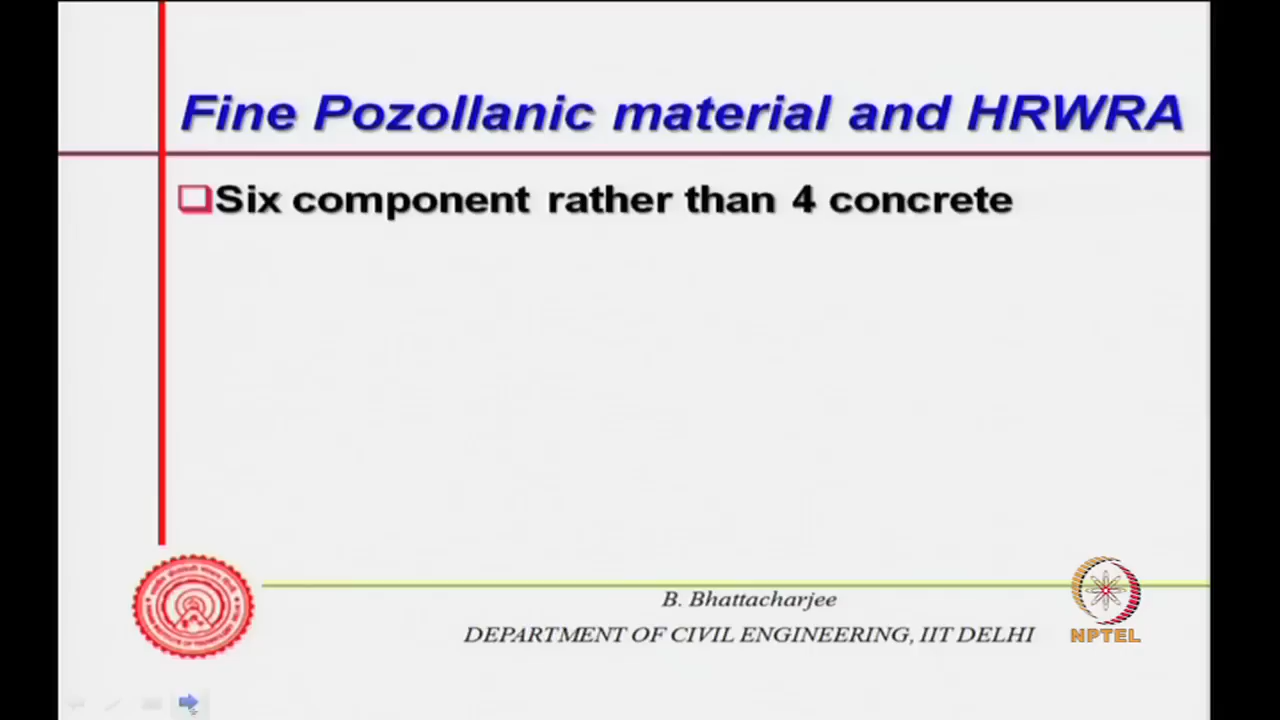 Fine Pozollanic material and HRWRA
Six component rather than 4 concrete
B. Bhattacharjee
DEPARTMENT OF CIVIL ENGINEERING, IIT DELHI
NPTEL